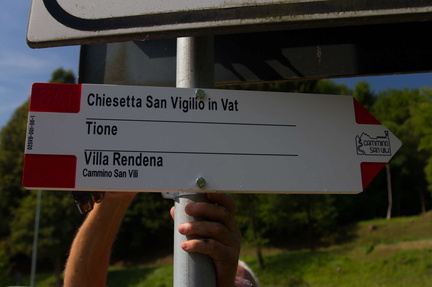 Chiesetta San Vigilio in Vat
Tione
Villa Rendena
Cammino San Vili
CAMMINO
SAN VILI